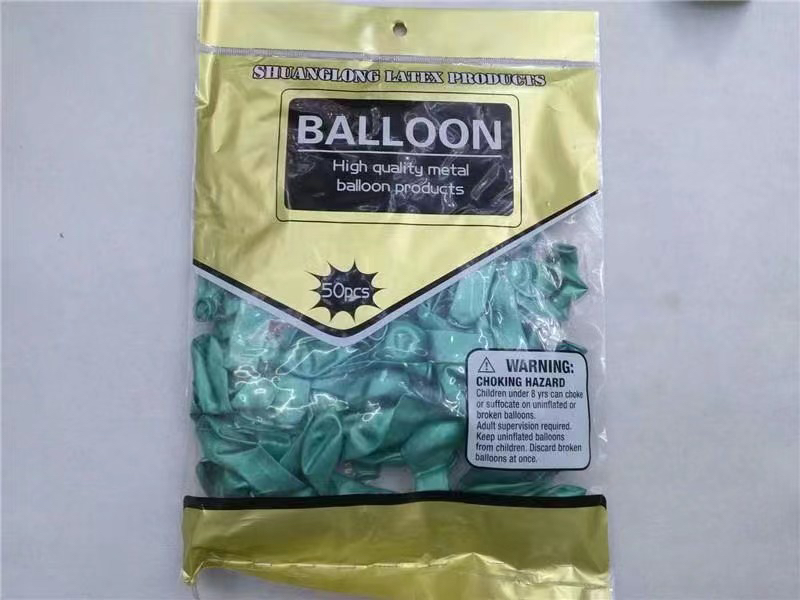 SHUANGLONG LATEX PRODUCTS
BALLOON
High quality metal
balloon products
50pcs
WARNING:
CHOKING HAZARD
Children under 8 yrs can choke
or suffocate on uninflated or
broken balloons.
Adult supervision required.
Keep uninflated balloons
from children. Discard broken
balloons at once.